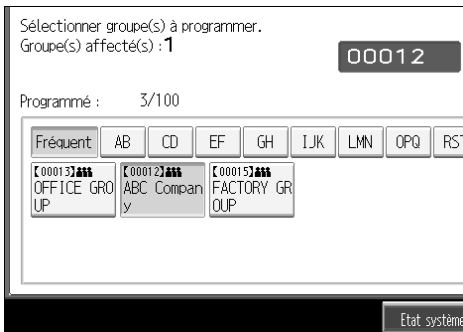 Sélectionner groupe(s) à programmer.
Groupe(s) affecté(s) :1
00012
Programmé : 3/100
Fréquent AB CD EF GH IJK LMN OPQ RST
【00013】 【00012】 【00015】
OFFICE GRO ABC Compan FACTORY GR
UP y OUP
Etat système